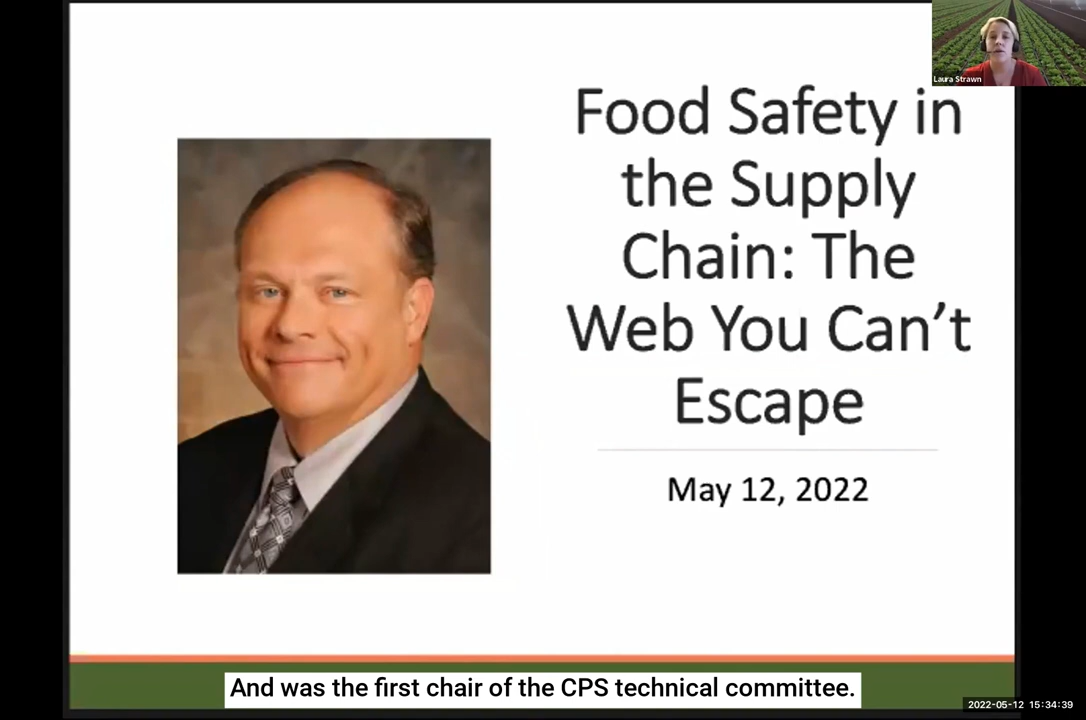 Laura Strawn
Food Safety in
the Supply
Chain: The
Web You Can’t
Escape
May 12, 2022
And was the first chair of the CPS technical committee.
2022-05-12 15:34:39